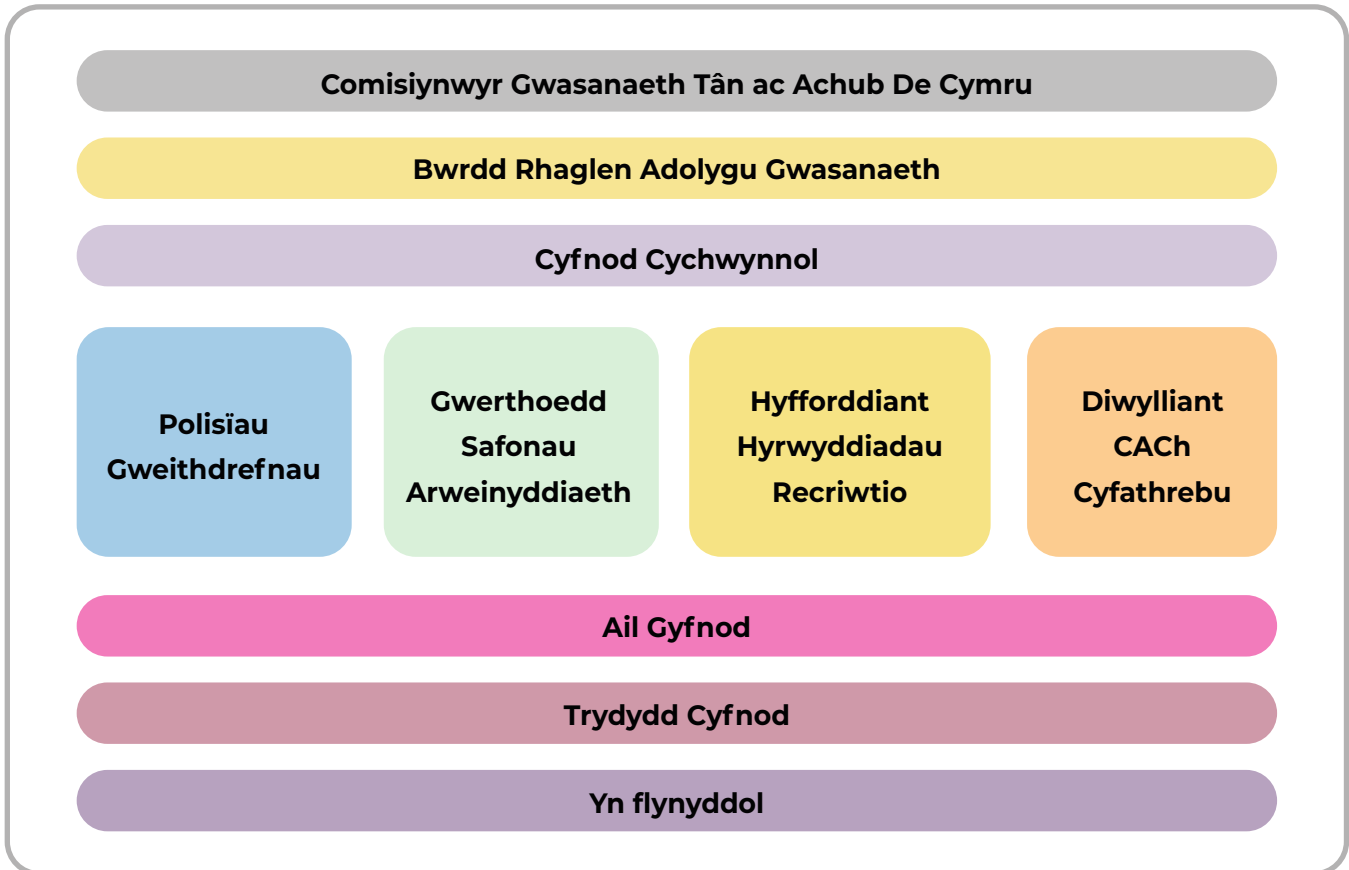 Comisiynwyr Gwasanaeth Tân ac Achub De Cymru
Bwrdd Rhaglen Adolygu Gwasanaeth
Cyfnod Cychwynnol
Polisïau
Gweithdrefnau
Gwerthoedd
Safonau
Arweinyddiaeth
Hyfforddiant
Hyrwyddiadau
Recriwtio
Diwylliant
CACh
Cyfathrebu
Ail Gyfnod
Trydydd Cyfnod
Yn flynyddol